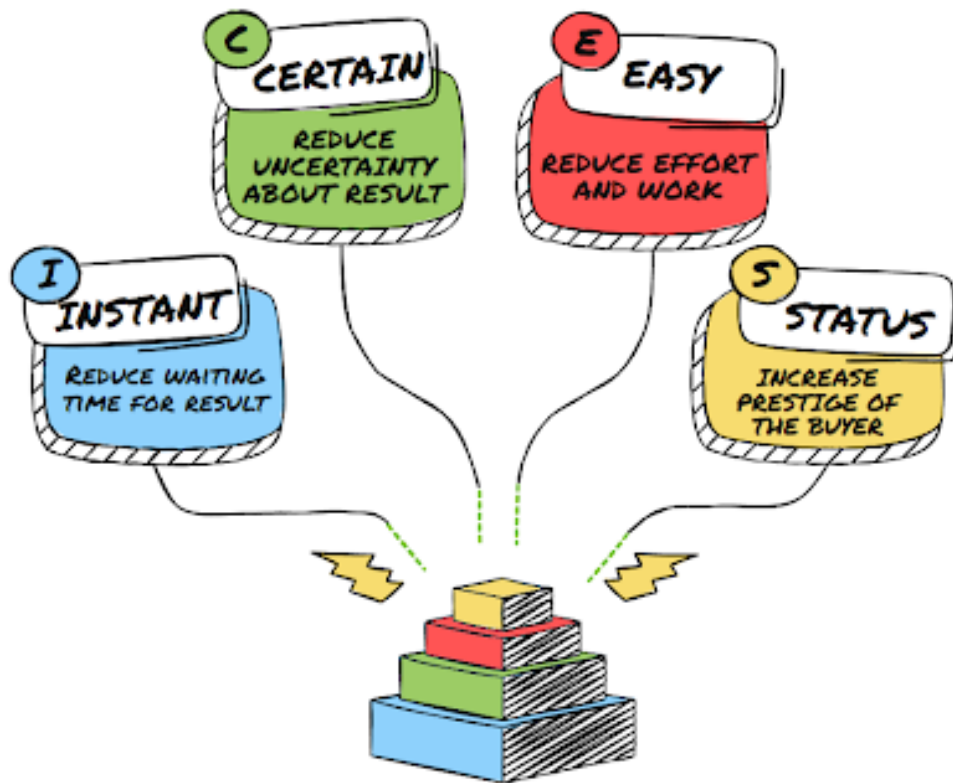 C
CERTAIN
REDUCE
UNCERTAINTY
ABOUT RESULT
E
EASY
REDUCE EFFORT
AND WORK
I
INSTANT
REDUCE WAITING
TIME FOR RESULT
S
STATUS
INCREASE
PRESTIGE OF
THE BUYER